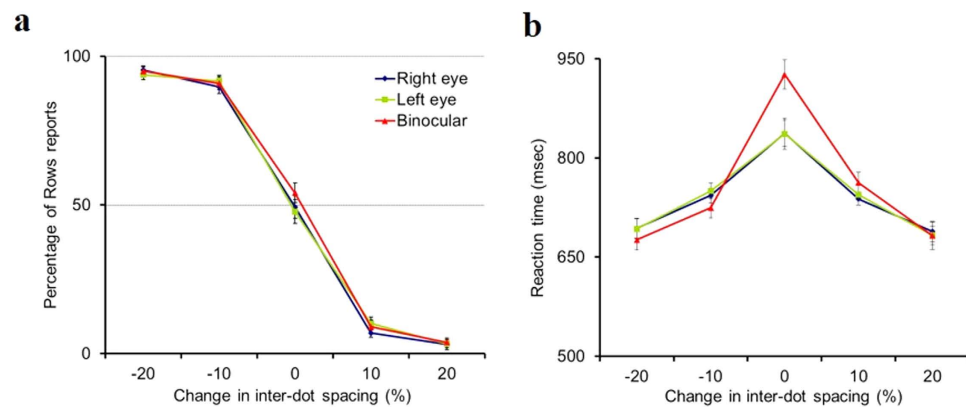 a
100
50
0
Percentage of Rows reports
Right eye
Left eye
Binocular
-20 -10 0 10 20
Change in inter-dot spacing (%)
b
950
800
650
500
Reaction time (msec)
-20 -10 0 10 20
Change in inter-dot spacing (%)